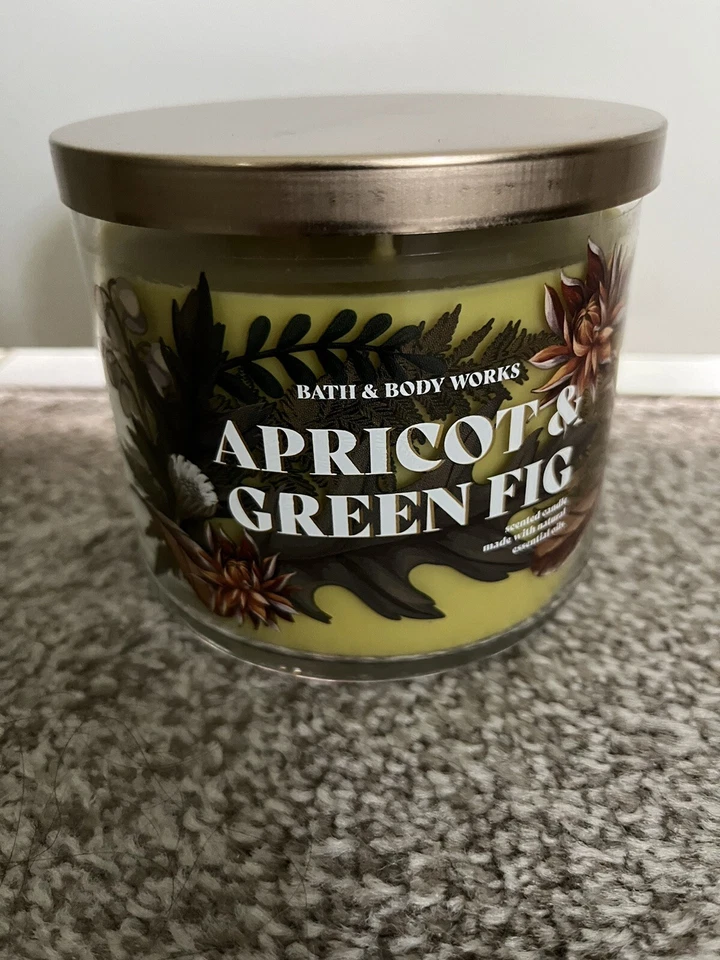 BATH & BODY WORKS
APRICOT &
GREEN FIG
scented candle
made with natural
essential oils